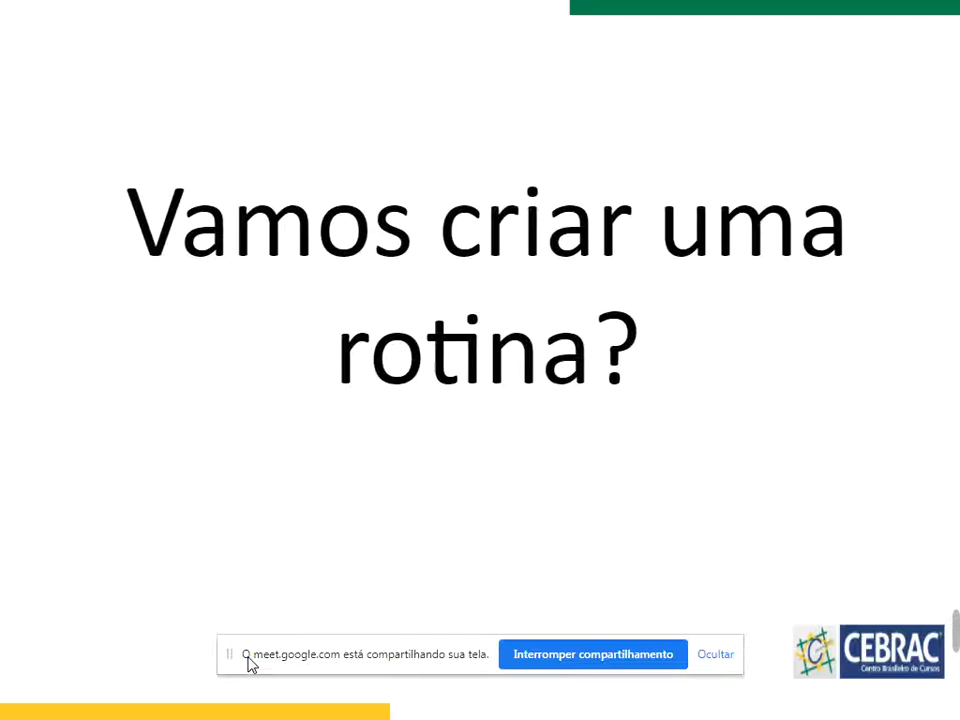 Vamos criar uma
rotina?
O meet.google.com está compartilhando sua tela.
Interromper compartilhamento
Ocultar
CEBRAC
Centro Brasileiro de Cursos